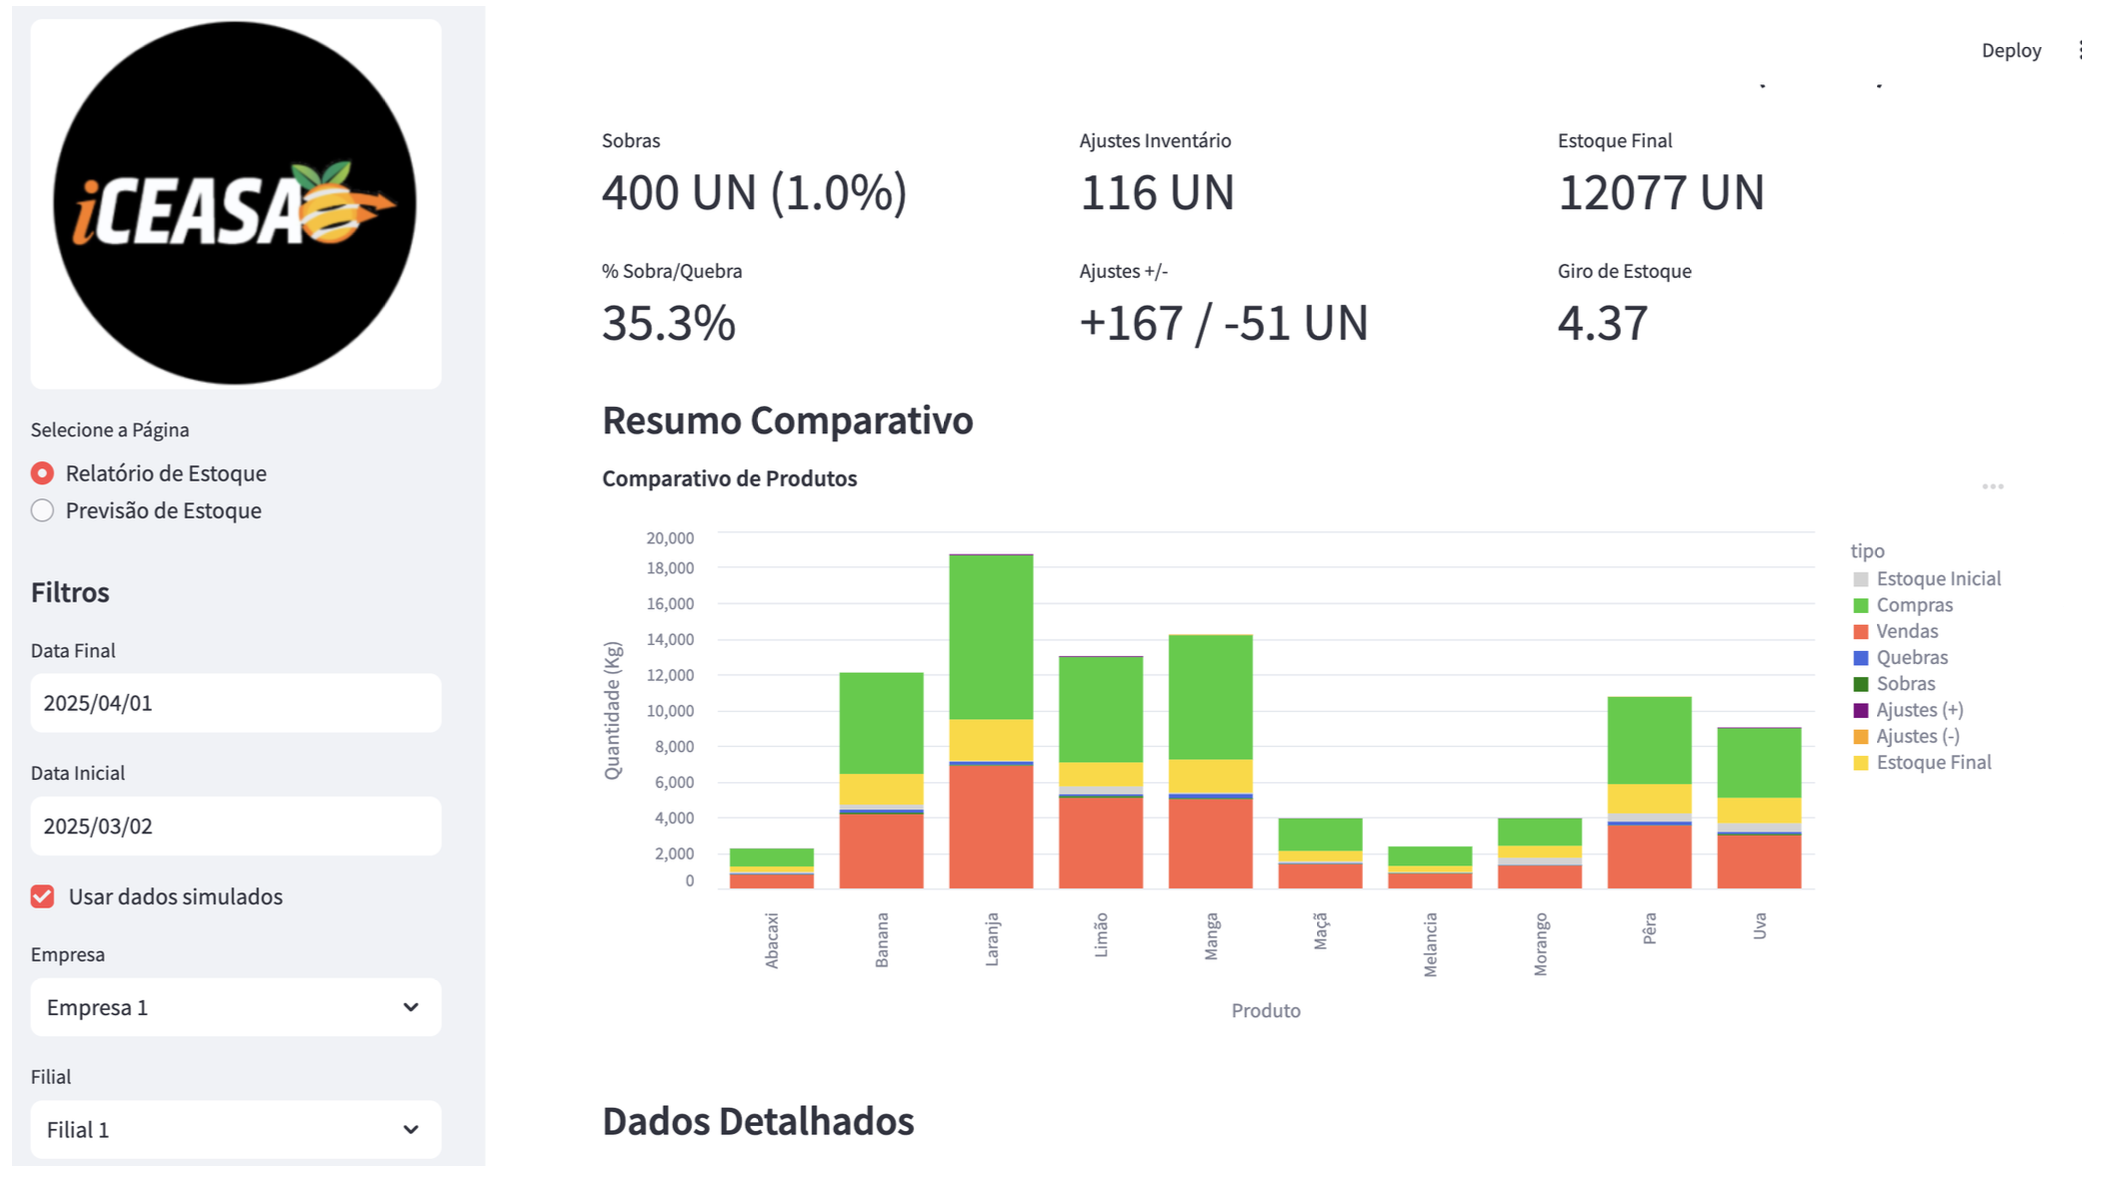 iCEASA
Selecione a Página
Relatório de Estoque
Previsão de Estoque
Filtros
Data Final
2025/04/01
Data Inicial
2025/03/02
Usar dados simulados
Empresa
Empresa 1
Filial
Filial 1
Deploy
Sobras
400 UN (1.0%)
Ajustes Inventário
116 UN
Estoque Final
12077 UN
% Sobra/Quebra
35.3%
Ajustes +/-
+167 / -51 UN
Giro de Estoque
4.37
Resumo Comparativo
Comparativo de Produtos
Quantidade (Kg)
20,000
18,000
16,000
14,000
12,000
10,000
8,000
6,000
4,000
2,000
0
Abacaxi
Banana
Laranja
Limão
Manga
Maçã
Melancia
Morango
Pêra
Uva
Produto
tipo
Estoque Inicial
Compras
Vendas
Quebras
Sobras
Ajustes (+)
Ajustes (-)
Estoque Final
Dados Detalhados